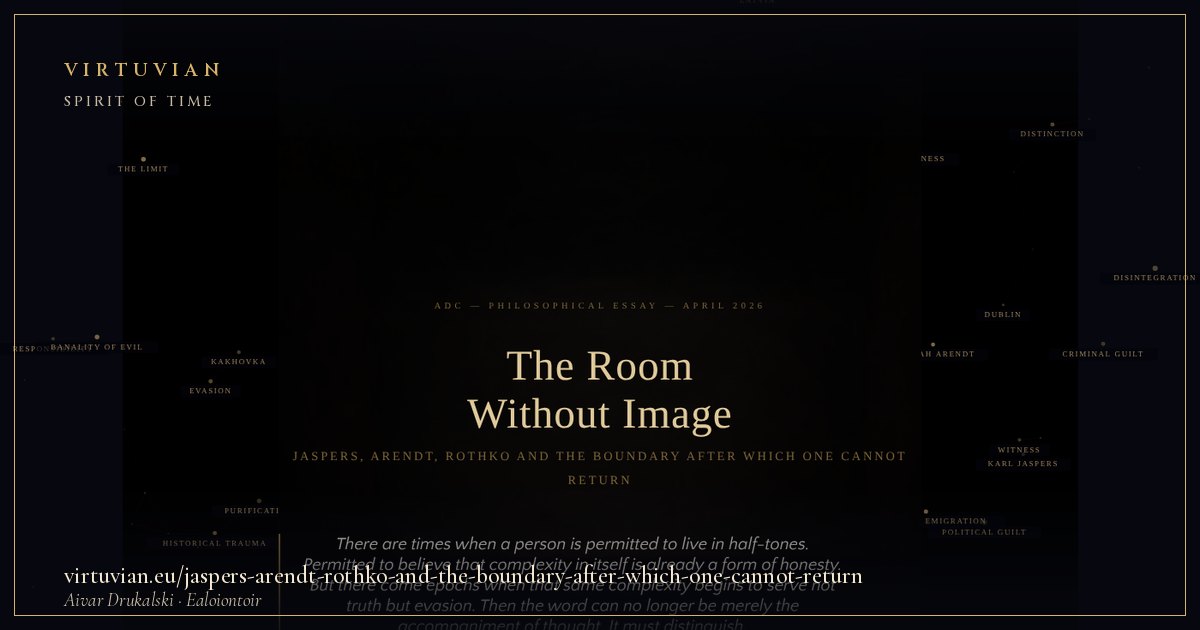 VIRTUVIAN
SPIRIT OF TIME
DISTINCTION
NESS
THE LIMIT
DISINTEGRATION
ADC — PHILOSOPHICAL ESSAY — APRIL 2026
DUBLIN
BANALITY OF EVIL
KAKHOVKA
AH ARENDT
CRIMINAL GUILT
EVASION
The Room
Without Image
JASPERS, ARENDT, ROTHKO AND THE BOUNDARY AFTER WHICH ONE CANNOT
RETURN
WITNESS
KARL JASPERS
PURIFICATI
EMIGRATION
POLITICAL GUILT
HISTORICAL TRAUMA
There are times when a person is permitted to live in half-tones.
Permitted to believe that complexity in itself is already a form of honesty.
But there come epochs when that same complexity begins to serve not
truth but evasion. Then the word can no longer be merely the
accompaniment of thought. It must distinguish
virtuvian.eu/jaspers-arendt-rothko-and-the-boundary-after-which-one-cannot-return
Aivar Drukalski · Ealoiontoir